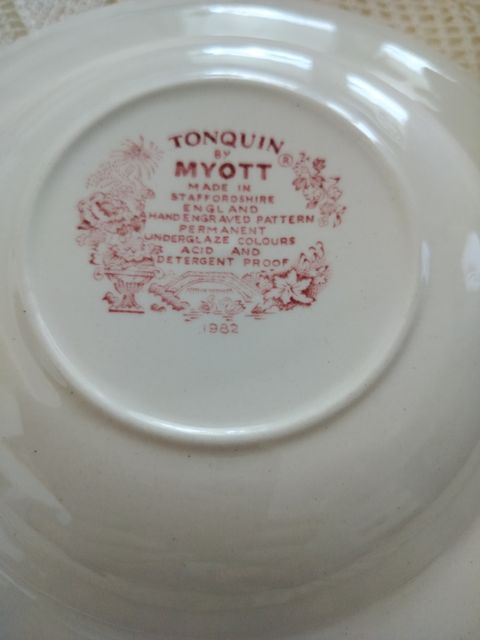 TONQUIN
BY
MYOTT ®
MADE IN
STAFFORDSHIRE
ENGLAND
HAND ENGRAVED PATTERN
PERMANENT
UNDERGLAZE COLOURS
ACID AND
DETERGENT PROOF
1982